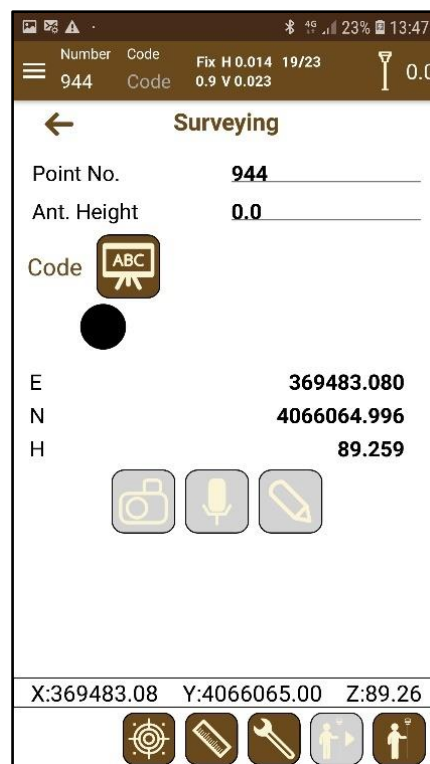 4G 23% 13:47
Number Code Fix H 0.014 19/23
944 Code 0.9 V 0.023 0.0
Surveying
Point No. 944
Ant. Height 0.0
Code ABC
E 369483.080
N 4066064.996
H 89.259
X:369483.08 Y:4066065.00 Z:89.26